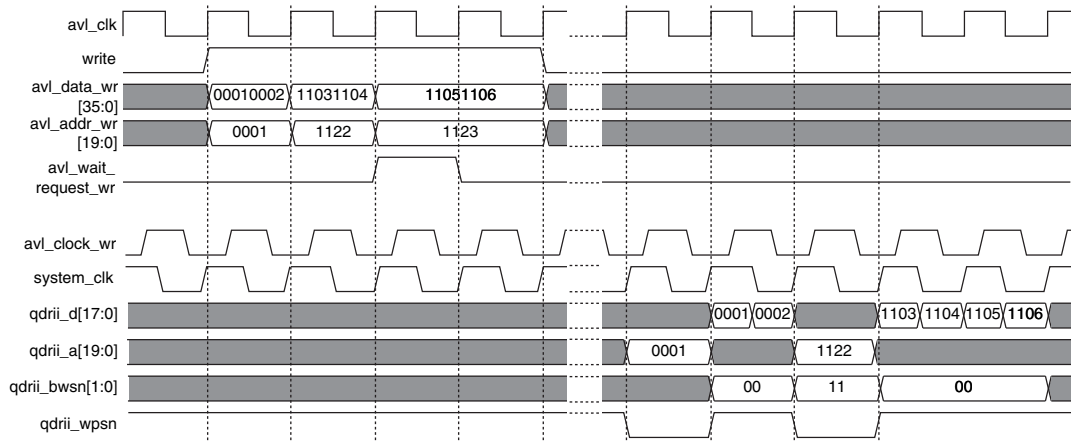 avl_clk
write
avl_data_wr
[35:0]
00010002 11031104 11051106
avl_addr_wr
[19:0]
0001 1122 1123
avl_wait_
request_wr
avl_clock_wr
system_clk
qdrii_d[17:0] 0001 0002 1103 1104 1105 1106
qdrii_a[19:0] 0001 1122
qdrii_bwsn[1:0] 00 11 00
qdrii_wpsn